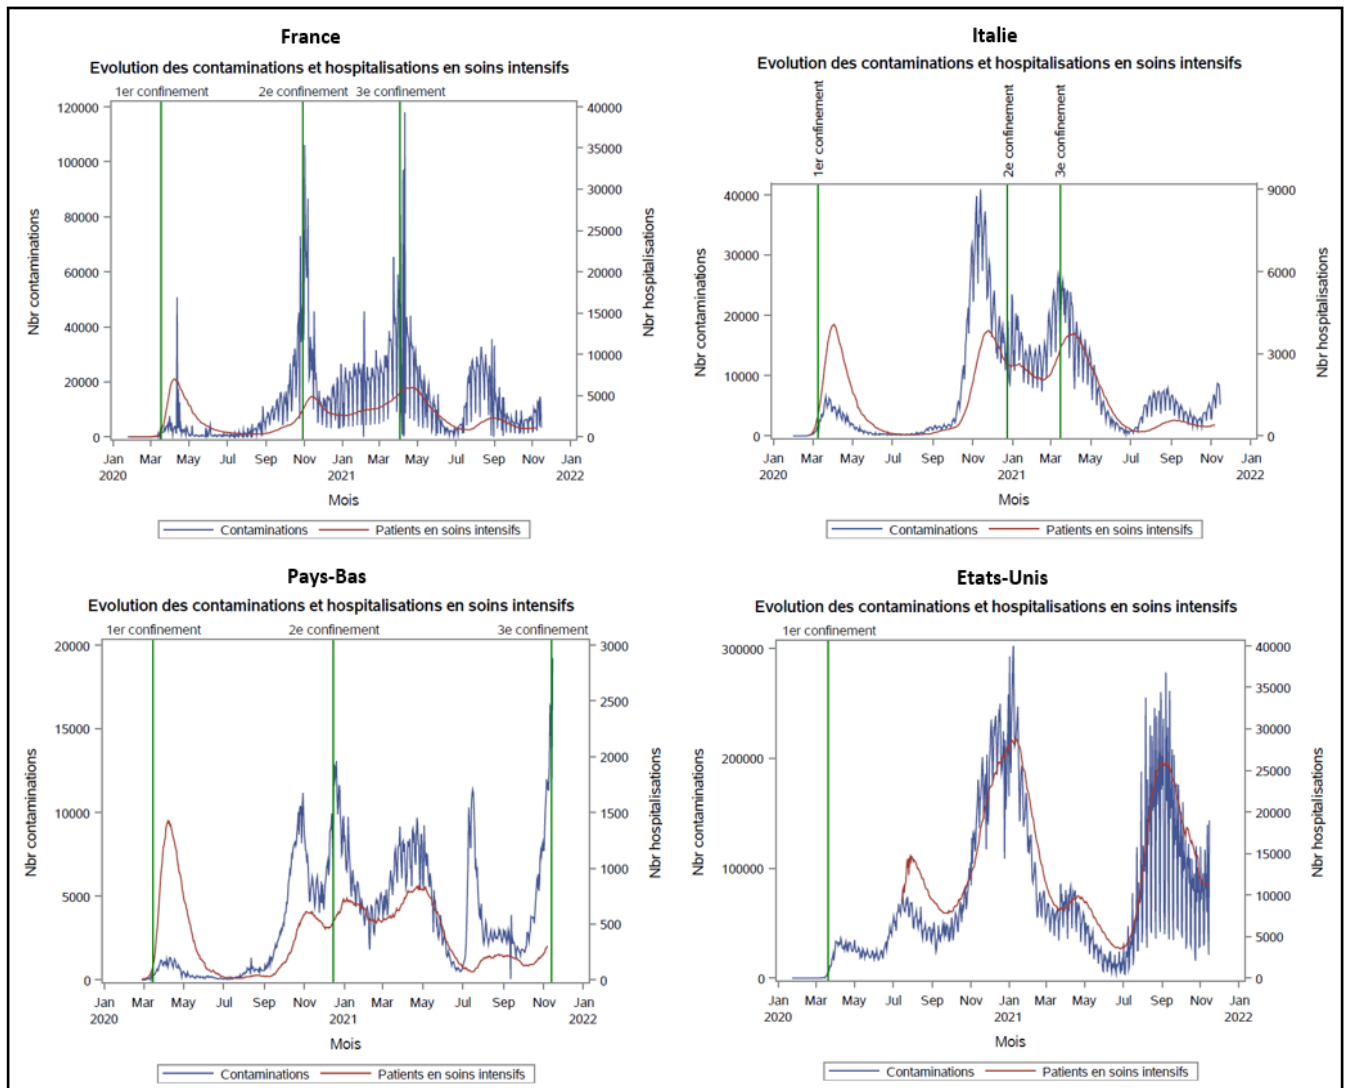 France
Evolution des contaminations et hospitalisations en soins intensifs
1er confinement 2e confinement 3e confinement
120000
100000
80000
60000
40000
20000
0
Nbr contaminations
40000
35000
30000
25000
20000
15000
10000
5000
0
Nbr hospitalisations
Jan Mar May Jul Sep Nov Jan Mar May Jul Sep Nov Jan
2020 2021 2022
Mois
Contaminations Patients en soins intensifs
Italie
Evolution des contaminations et hospitalisations en soins intensifs
1er confinement
2e confinement
3e confinement
40000
30000
20000
10000
0
Nbr contaminations
9000
6000
3000
0
Nbr hospitalisations
Jan Mar May Jul Sep Nov Jan Mar May Jul Sep Nov Jan
2020 2021 2022
Mois
Contaminations Patients en soins intensifs
Pays-Bas
Evolution des contaminations et hospitalisations en soins intensifs
1er confinement 2e confinement 3e confinement
20000
15000
10000
5000
0
Nbr contaminations
3000
2500
2000
1500
1000
500
0
Nbr hospitalisations
Jan Mar May Jul Sep Nov Jan Mar May Jul Sep Nov Jan
2020 2021 2022
Mois
Contaminations Patients en soins intensifs
Etats-Unis
Evolution des contaminations et hospitalisations en soins intensifs
1er confinement
300000
200000
100000
0
Nbr contaminations
40000
35000
30000
25000
20000
15000
10000
5000
0
Nbr hospitalisations
Jan Mar May Jul Sep Nov Jan Mar May Jul Sep Nov Jan
2020 2021 2022
Mois
Contaminations Patients en soins intensifs